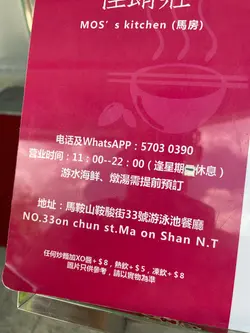 MOS's kitchen (馬房)
电话及WhatsAPP：5703 0390
营业时间：11：00--22：00（逢星期 休息）
游水海鲜、燉湯需提前預訂
地址：馬鞍山鞍駿街33號游泳池餐廳
NO.33on chun st.Ma on Shan N.T
任何炒麵加XO醬+$8，熱飲+$5，凍飲+$8
圖片只供參考，請以實物為準